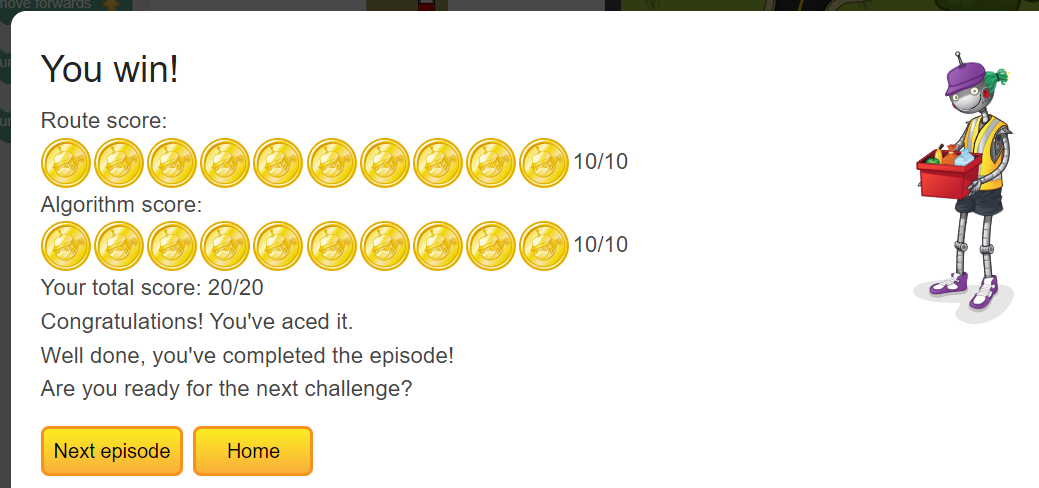 move forwards
You win!
Route score:
10/10
Algorithm score:
10/10
Your total score: 20/20
Congratulations! You've aced it.
Well done, you've completed the episode!
Are you ready for the next challenge?
Next episode
Home